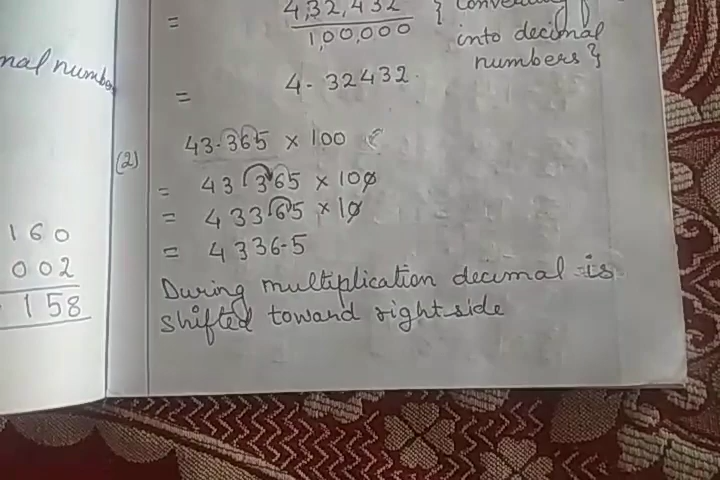 nal number
160
002
158
= 4,32,432
1,00,000
into decimal
numbers }
= 4.32432
(2) 43.365 × 100
= 43 365 × 100
= 433 65 × 10
= 4336.5
During multiplication decimal is
shifted toward right side